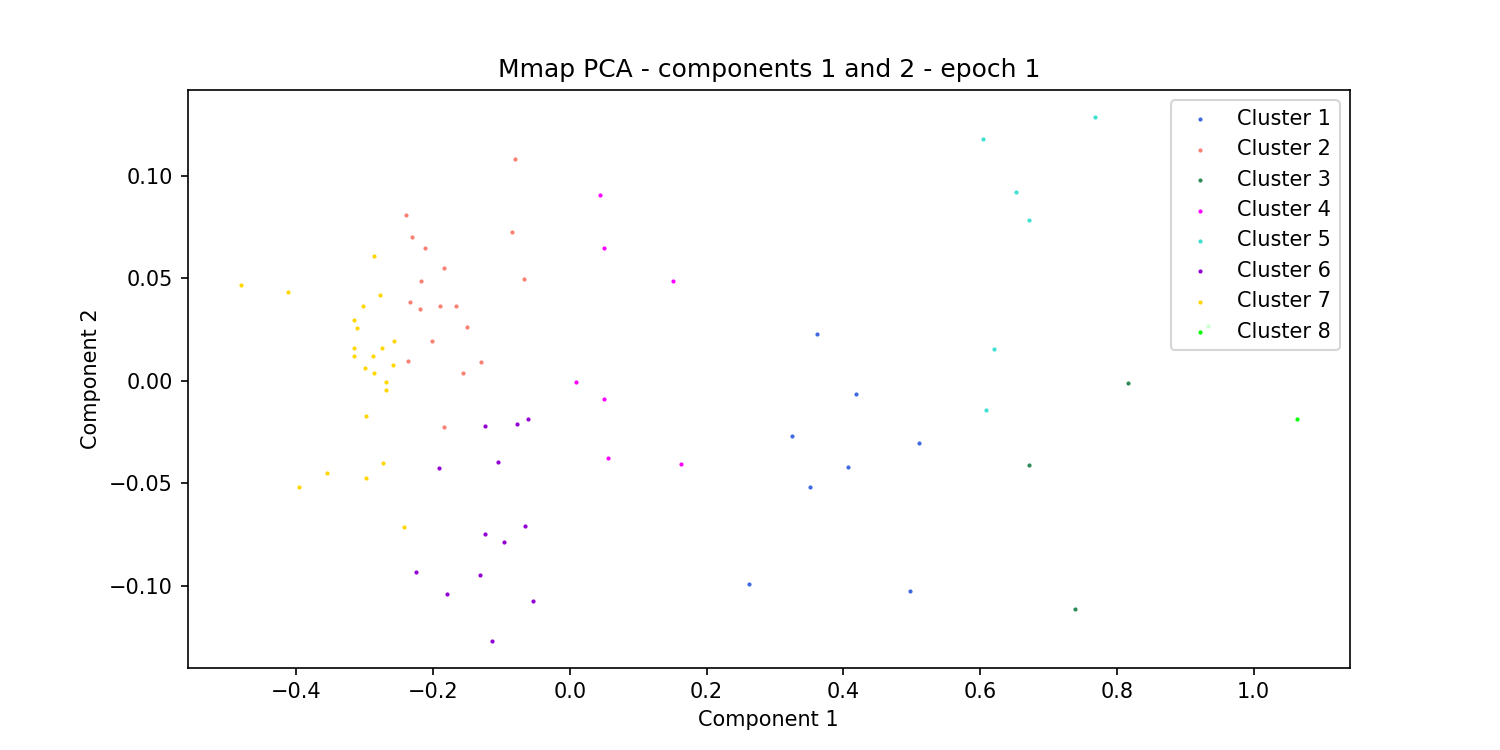 Mmap PCA - components 1 and 2 - epoch 1
Cluster 1
Cluster 2
Cluster 3
Cluster 4
Cluster 5
Cluster 6
Cluster 7
Cluster 8
0.10
0.05
0.00
−0.05
−0.10
Component 2
−0.4
−0.2
0.0
0.2
0.4
0.6
0.8
1.0
Component 1